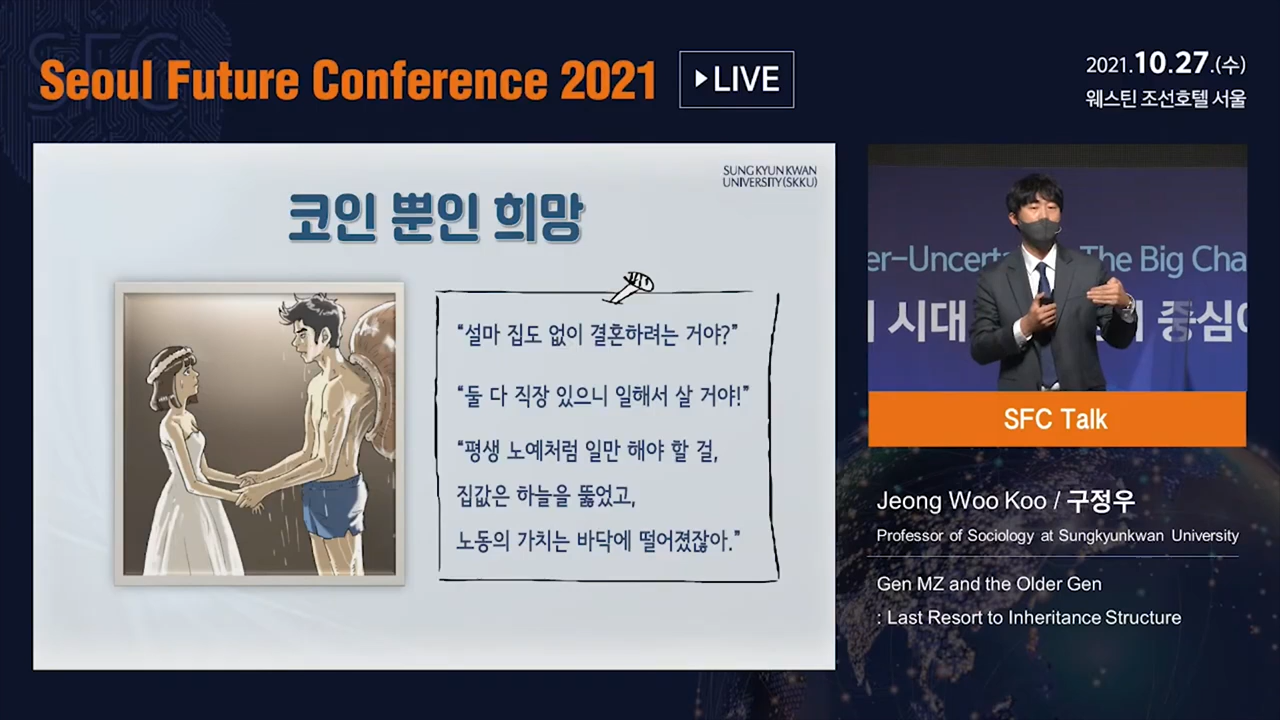 Seoul Future Conference 2021
LIVE
2021.10.27.(수)
웨스틴 조선호텔 서울
SUNG KYUN KWAN
UNIVERSITY(SKKU)
코인 뿐인 희망
“설마 집도 없이 결혼하려는 거야?”
“둘 다 직장 있으니 일해서 살 거야!”
“평생 노예처럼 일만 해야 할 걸,
집값은 하늘을 뚫었고,
노동의 가치는 바닥에 떨어졌잖아.”
er-Uncerta The Big Cha
시대 중심
SFC Talk
Jeong Woo Koo / 구정우
Professor of Sociology at Sungkyunkwan University
Gen MZ and the Older Gen
: Last Resort to Inheritance Structure
SFC